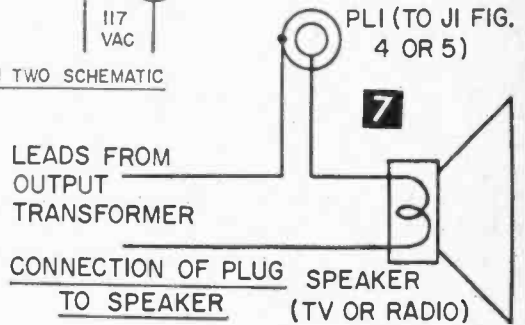 117
VAC
TWO SCHEMATIC
PL1 (TO J1 FIG.
4 OR 5)
7
LEADS FROM
OUTPUT
TRANSFORMER
CONNECTION OF PLUG
TO SPEAKER
SPEAKER
(TV OR RADIO)